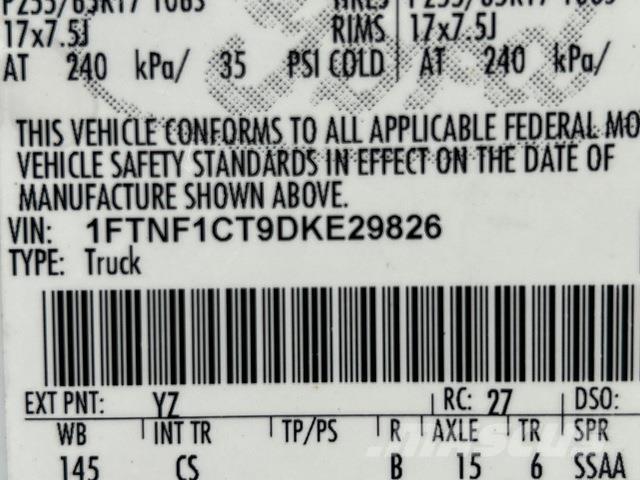 17x7.5J RIMS 17x7.5J
AT 240 kPa/ 35 PSI COLD AT 240 kPa/
THIS VEHICLE CONFORMS TO ALL APPLICABLE FEDERAL MO
VEHICLE SAFETY STANDARDS IN EFFECT ON THE DATE OF
MANUFACTURE SHOWN ABOVE.
VIN: 1FTNF1CT9DKE29826
TYPE: Truck
EXT PNT: YZ RC: 27 DSO:
WB INT TR TP/PS R AXLE TR SPR
145 CS B 15 6 SSAA